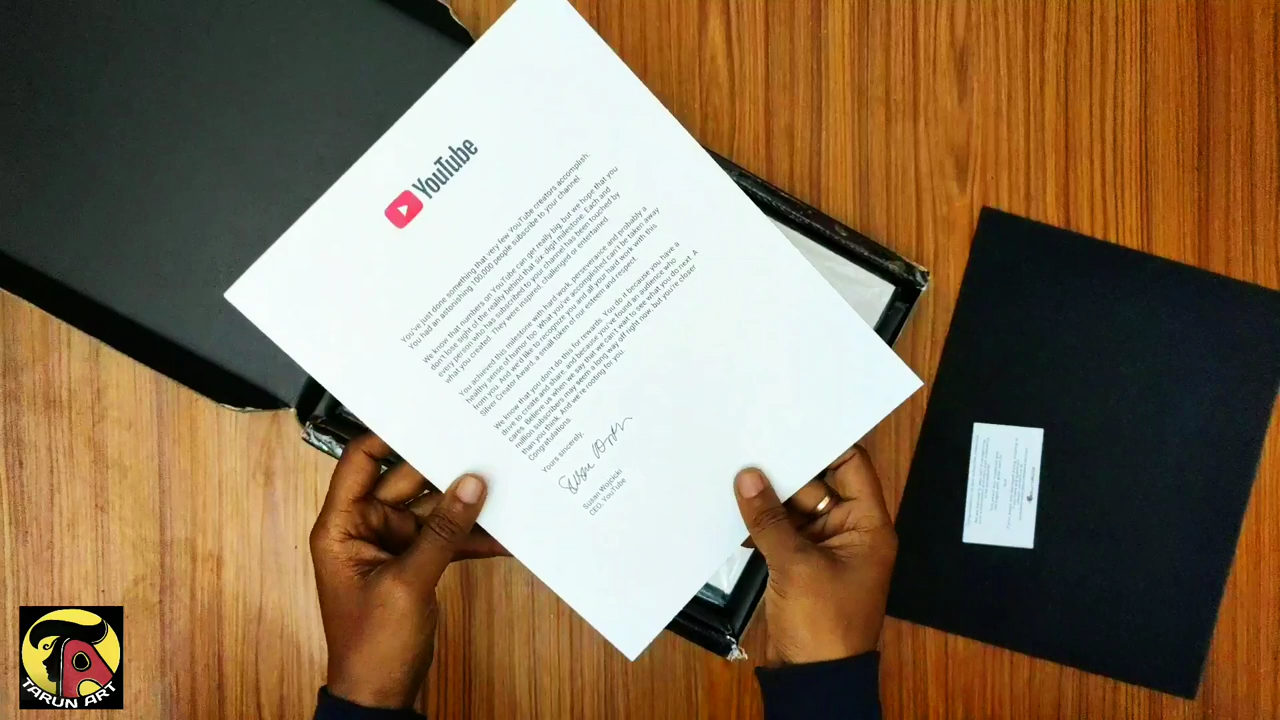 YouTube
You've just done something that very few YouTube creators accomplish.
You had an astonishing 100,000 people subscribe to your channel.
We know that numbers on YouTube can get really big, but we hope that you
don't lose sight of the reality behind that six-digit milestone. Each and
every person who has subscribed to your channel has been touched by
what you created. They were inspired, challenged or entertained.
You achieved this milestone with hard work, perseverance and probably a
healthy sense of humor too. What you've accomplished can't be taken away
from you. And we'd like to recognize you and all your hard work with this
Silver Creator Award, a small token of our esteem and respect.
We know that you don't do this for rewards. You do it because you have a
drive to create and share, and because you've found an audience who
cares. Believe us when we say that we can't wait to see what you do next. A
million subscribers may seem a long way off right now, but you're closer
than you think. And we're rooting for you.
Congratulations.
Yours sincerely,
Susan Wojcicki
CEO, YouTube
TARUN ART